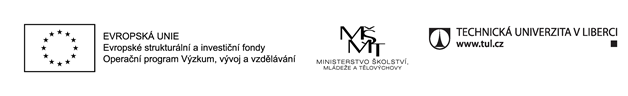 EVROPSKÁ UNIE
Evropské strukturální a investiční fondy
Operační program Výzkum, vývoj a vzdělávání
MŠMT
MINISTERSTVO ŠKOLSTVÍ,
MLÁDEŽE A TĚLOVÝCHOVY
TECHNICKÁ UNIVERZITA V LIBERCI
www.tul.cz